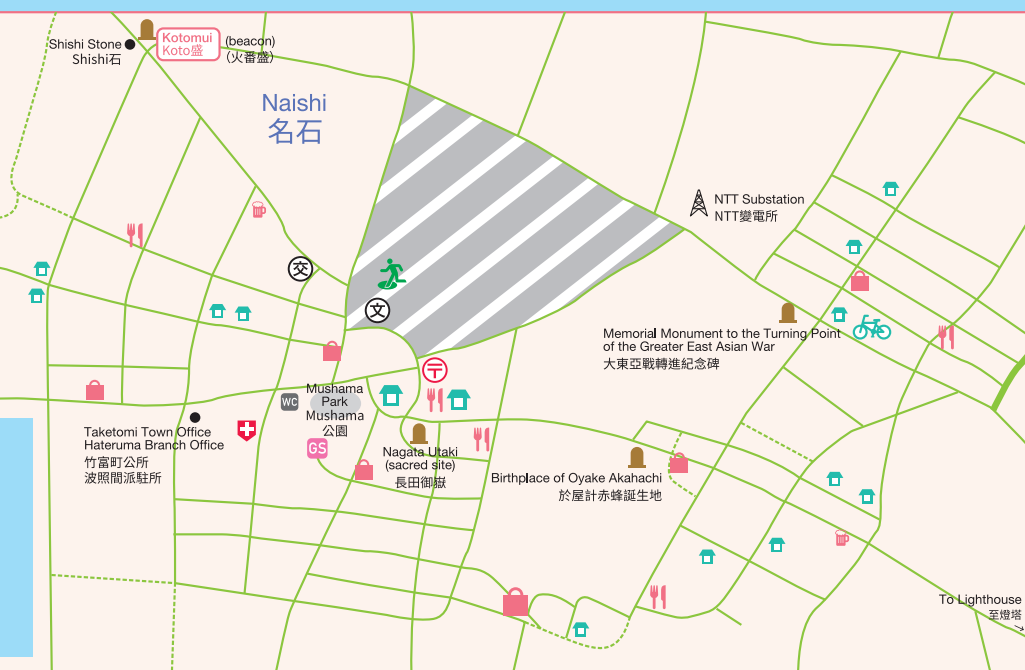 Shishi Stone
Shishi石
Kotomui
Koto盛
(beacon)
(火番盛)
Naishi
名石
NTT Substation
NTT變電所
交
文
Memorial Monument to the Turning Point
of the Greater East Asian War
大東亞戰轉進紀念碑
〒
WC
Mushama
Park
Mushama
公園
GS
Taketomi Town Office
Hateruma Branch Office
竹富町公所
波照間派駐所
Nagata Utaki
(sacred site)
長田御嶽
Birthplace of Oyake Akahachi
於屋計赤蜂誕生地
To Lighthouse
至燈塔
→